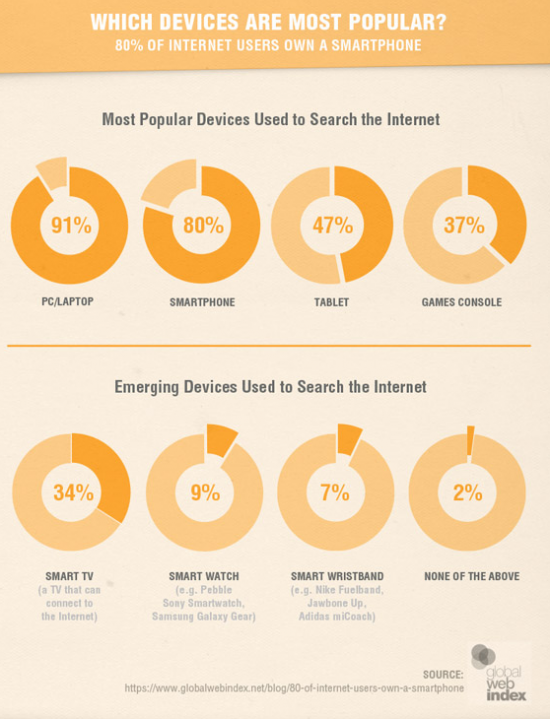 WHICH DEVICES ARE MOST POPULAR?
80% OF INTERNET USERS OWN A SMARTPHONE
Most Popular Devices Used to Search the Internet
91%
80%
47%
37%
PC/LAPTOP
SMARTPHONE
TABLET
GAMES CONSOLE
Emerging Devices Used to Search the Internet
34%
9%
7%
2%
SMART TV
(a TV that can
connect to
the Internet)
SMART WATCH
(e.g. Pebble
Sony Smartwatch,
Samsung Galaxy Gear)
SMART WRISTBAND
(e.g. Nike Fuelband,
Jawbone Up,
Adidas miCoach)
NONE OF THE ABOVE
SOURCE:
https://www.globalwebindex.net/blog/80-of-internet-users-own-a-smartphone
global
web
index